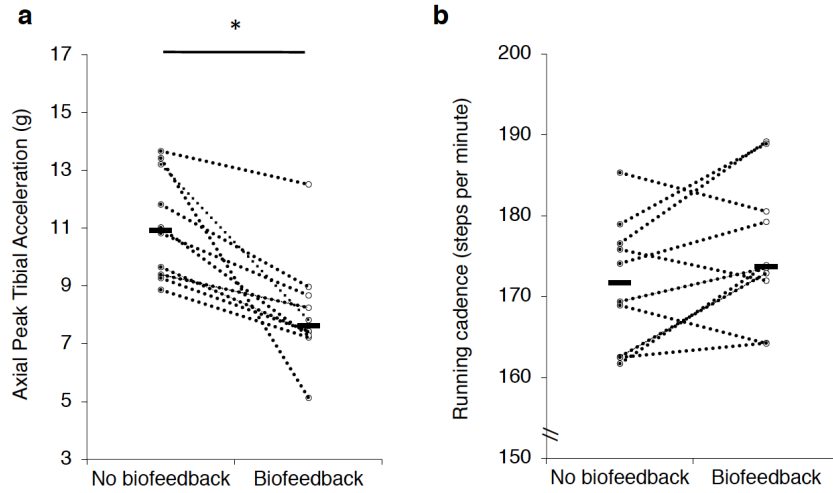 a
*
17
15
13
11
9
7
5
3
Axial Peak Tibial Acceleration (g)
No biofeedback
Biofeedback
b
200
190
180
170
160
150
Running cadence (steps per minute)
No biofeedback
Biofeedback